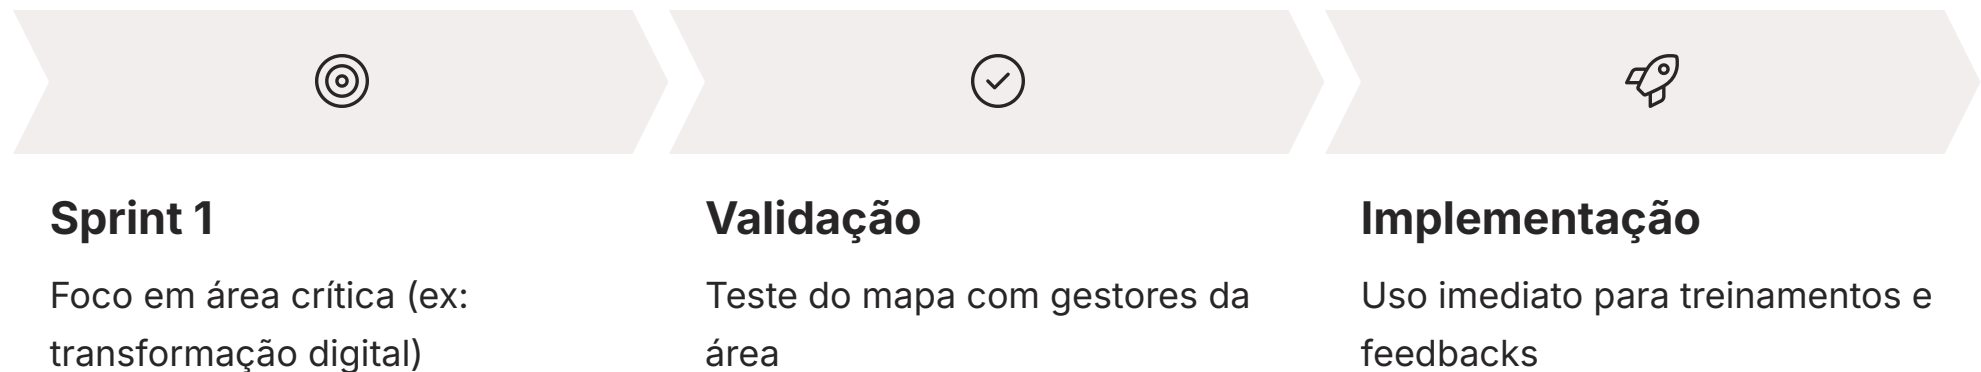 Sprint 1
Foco em área crítica (ex:
transformação digital)
Validação
Teste do mapa com gestores da
área
Implementação
Uso imediato para treinamentos e
feedbacks